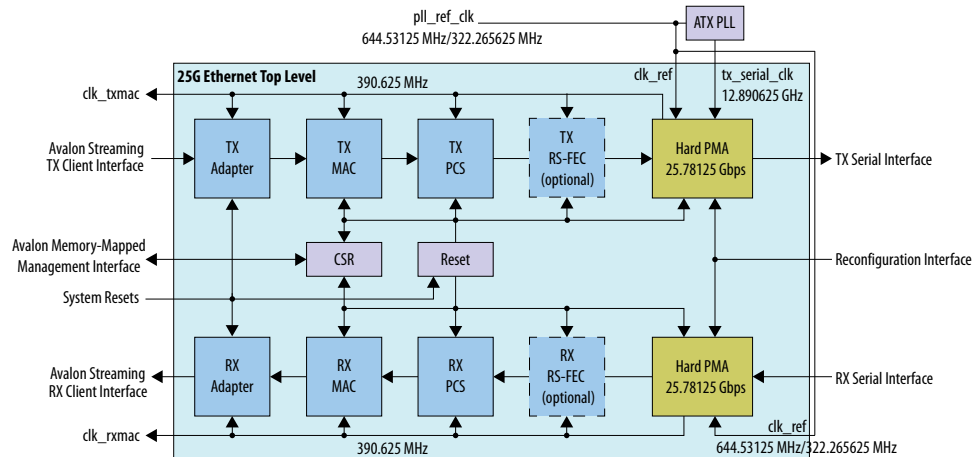 pll_ref_clk
ATX PLL
644.53125 MHz/322.265625 MHz
25G Ethernet Top Level
clk_ref
tx_serial_clk
12.890625 GHz
390.625 MHz
clk_txmac
Avalon Streaming
TX Client Interface
TX
Adapter
TX
MAC
TX
PCS
TX
RS-FEC
(optional)
Hard PMA
25.78125 Gbps
TX Serial Interface
Avalon Memory-Mapped
Management Interface
CSR
Reset
Reconfiguration Interface
System Resets
Avalon Streaming
RX Client Interface
RX
Adapter
RX
MAC
RX
PCS
RX
RS-FEC
(optional)
Hard PMA
25.78125 Gbps
RX Serial Interface
clk_rxmac
390.625 MHz
clk_ref
644.53125 MHz/322.265625 MHz